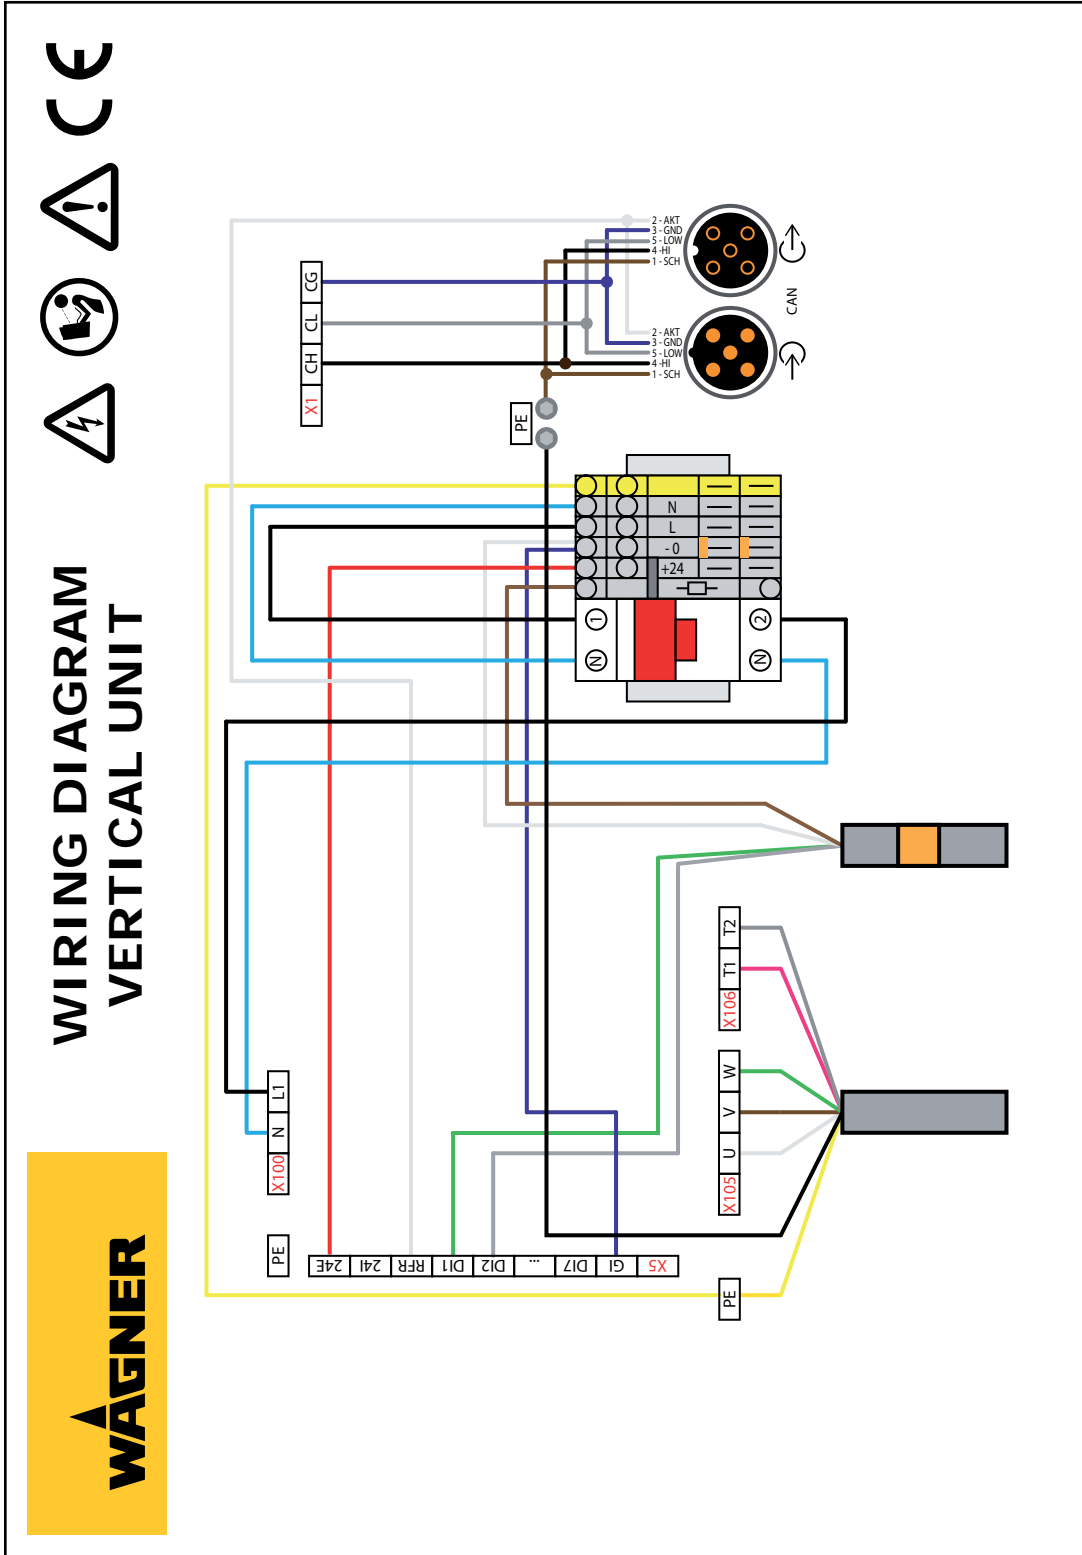 WAGNER
WIRING DIAGRAM
VERTICAL UNIT
CE
X1
CH
CL
CG
2 - AKT
3 - GND
5 - LOW
4 -HI
1 - SCH
CAN
2 - AKT
3 - GND
5 - LOW
4 -HI
1 - SCH
PE
N
L
- 0
+24
1
2
N
N
X100
N
L1
PE
24E
24I
RFR
DI1
DI2
...
DI7
GI
X5
X106
T1
T2
X105
U
V
W
PE